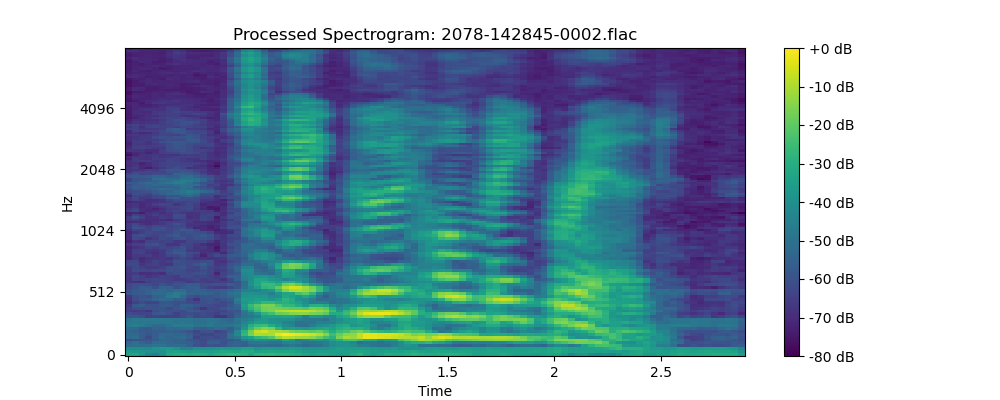 Processed Spectrogram: 2078-142845-0002.flac
+0 dB
-10 dB
4096
-20 dB
2048
-30 dB
Hz
-40 dB
1024
-50 dB
512
-60 dB
-70 dB
0
-80 dB
0 0.5 1 1.5 2 2.5
Time